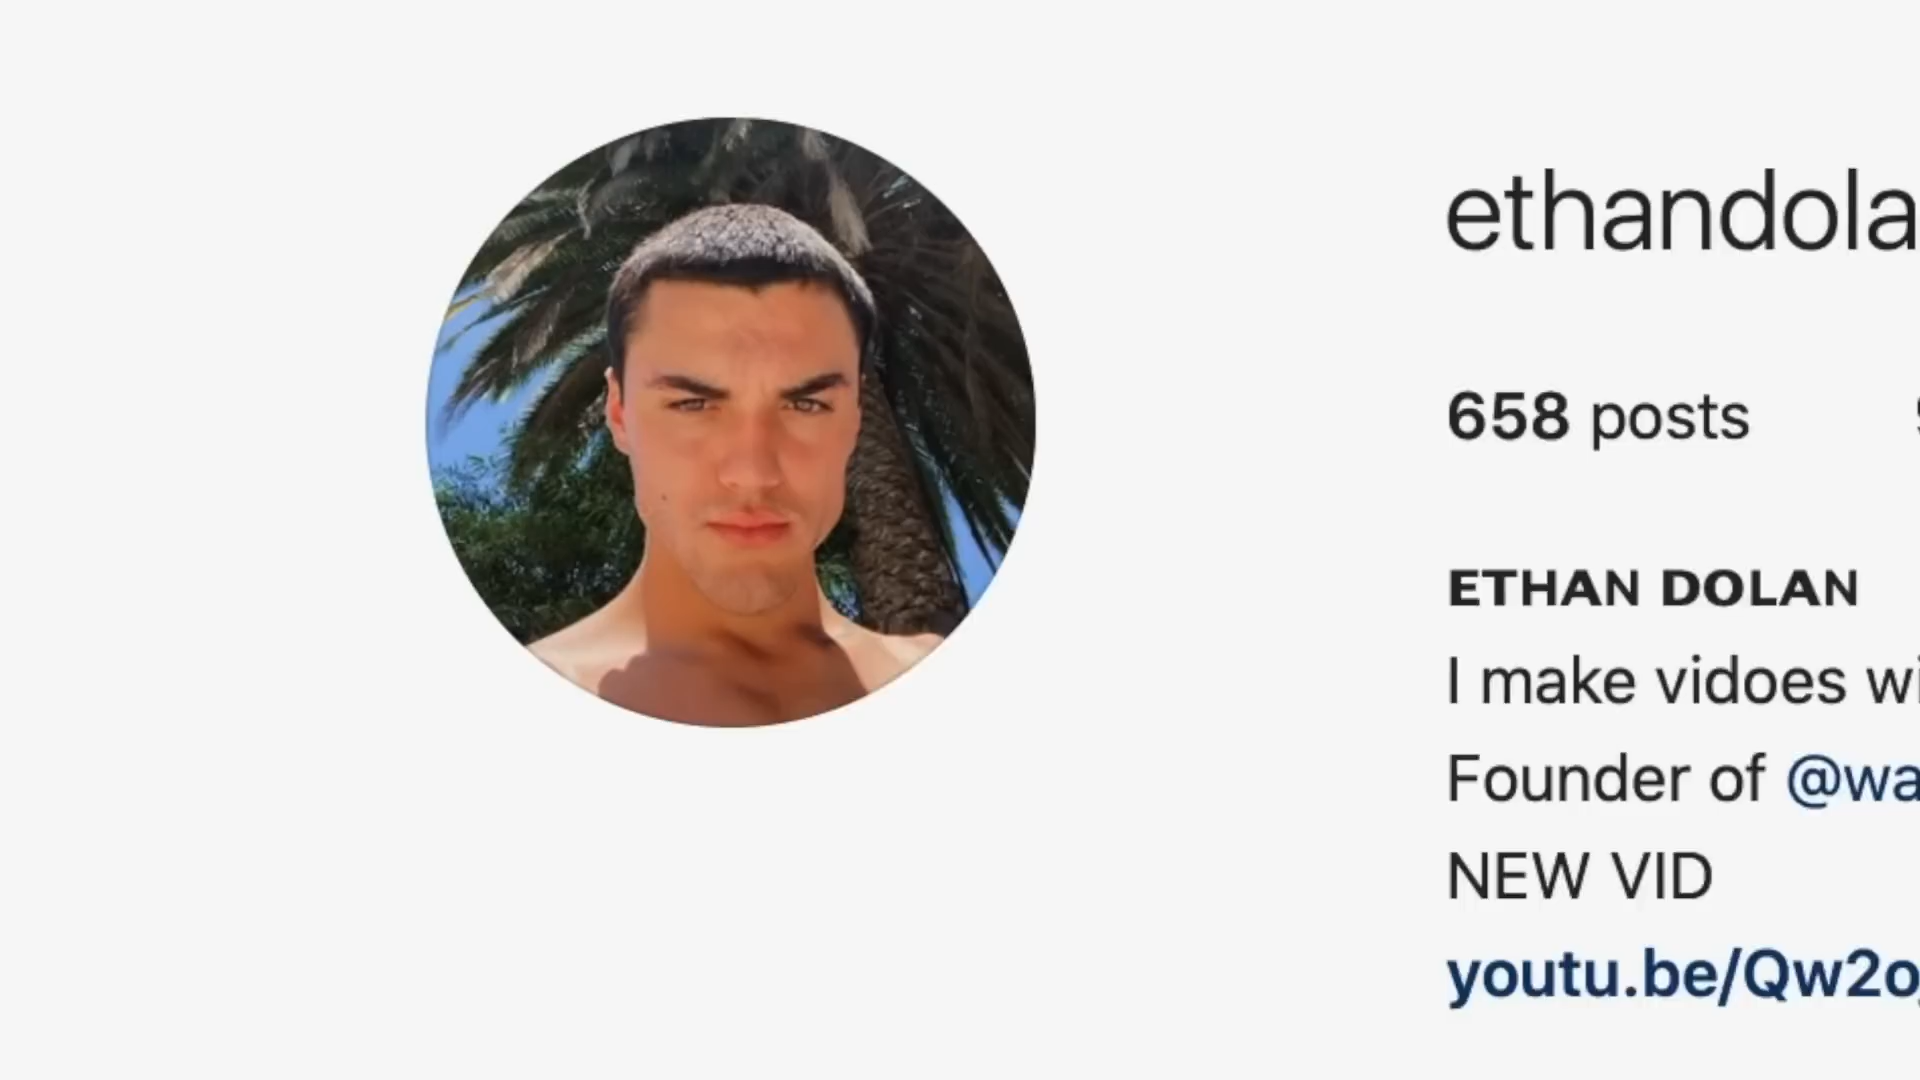 ethandola
658 posts
ETHAN DOLAN
I make vidoes wi
Founder of @wa
NEW VID
youtu.be/Qw2o